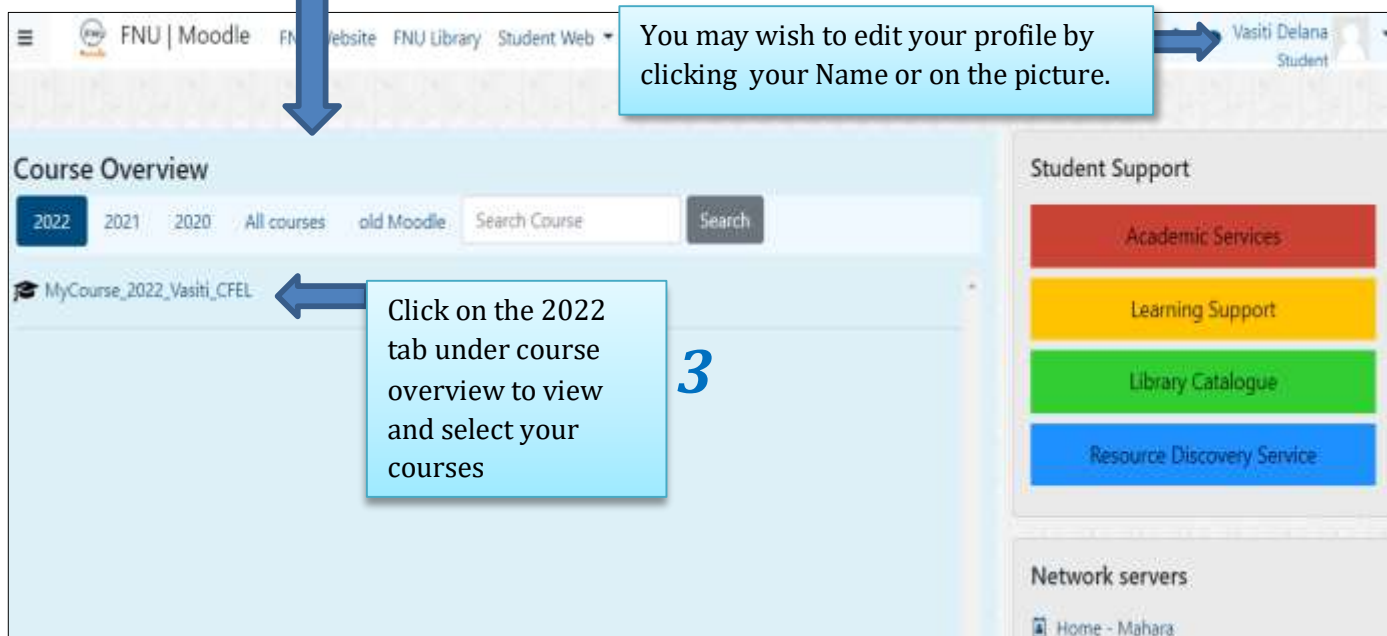 FNU | Moodle FNU Website FNU Library Student Web
You may wish to edit your profile by
clicking your Name or on the picture.
Vasiti Delana
Student
Course Overview
2022 2021 2020 All courses old Moodle Search Course Search
MyCourse_2022_Vasiti_CFEL
Click on the 2022
tab under course
overview to view
and select your
courses
3
Student Support
Academic Services
Learning Support
Library Catalogue
Resource Discovery Service
Network servers
Home - Mahara